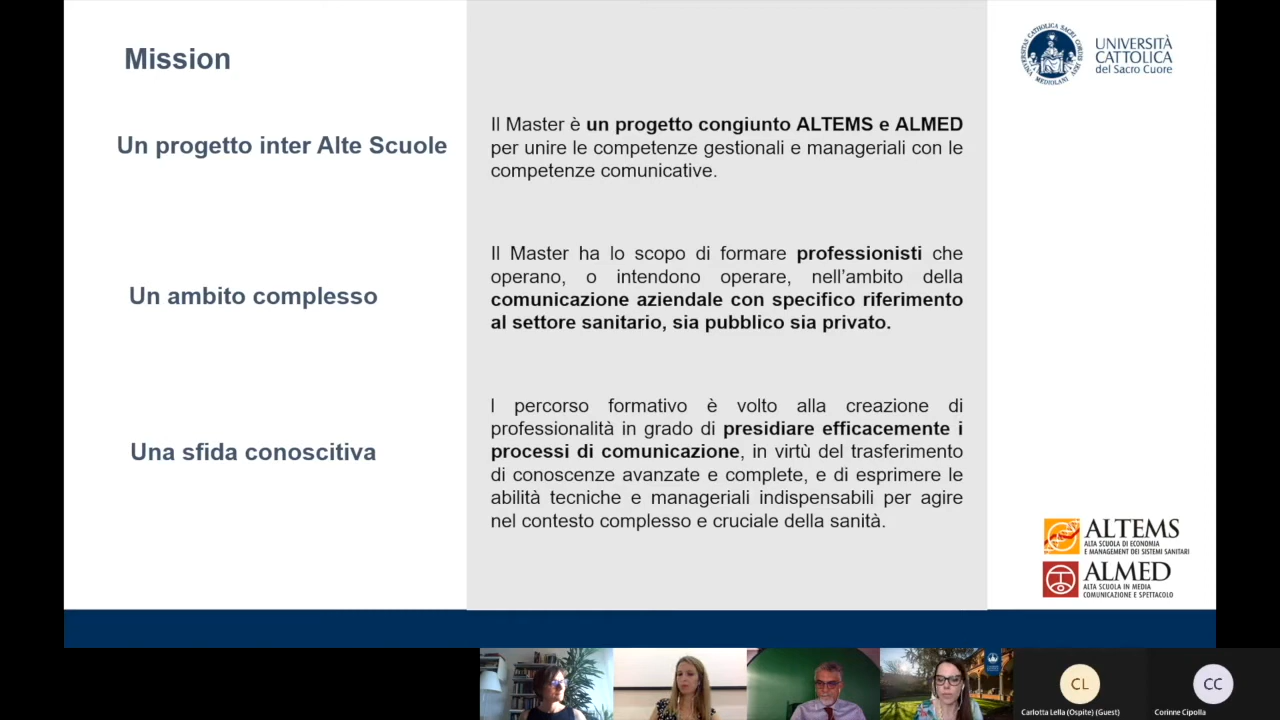 Mission
UNIVERSITÀ
CATTOLICA
del Sacro Cuore
Un progetto inter Alte Scuole
Il Master è un progetto congiunto ALTEMS e ALMED
per unire le competenze gestionali e manageriali con le
competenze comunicative.
Un ambito complesso
Il Master ha lo scopo di formare professionisti che
operano, o intendono operare, nell'ambito della
comunicazione aziendale con specifico riferimento
al settore sanitario, sia pubblico sia privato.
Una sfida conoscitiva
l percorso formativo è volto alla creazione di
professionalità in grado di presidiare efficacemente i
processi di comunicazione, in virtù del trasferimento
di conoscenze avanzate e complete, e di esprimere le
abilità tecniche e manageriali indispensabili per agire
nel contesto complesso e cruciale della sanità.
ALTEMS
ALTA SCUOLA DI ECONOMIA
E MANAGEMENT DEI SISTEMI SANITARI
ALMED
ALTA SCUOLA IN MEDIA
COMUNICAZIONE E SPETTACOLO
CL
Carlotta Lella (Ospite) (Guest)
CC
Corinne Cipolla